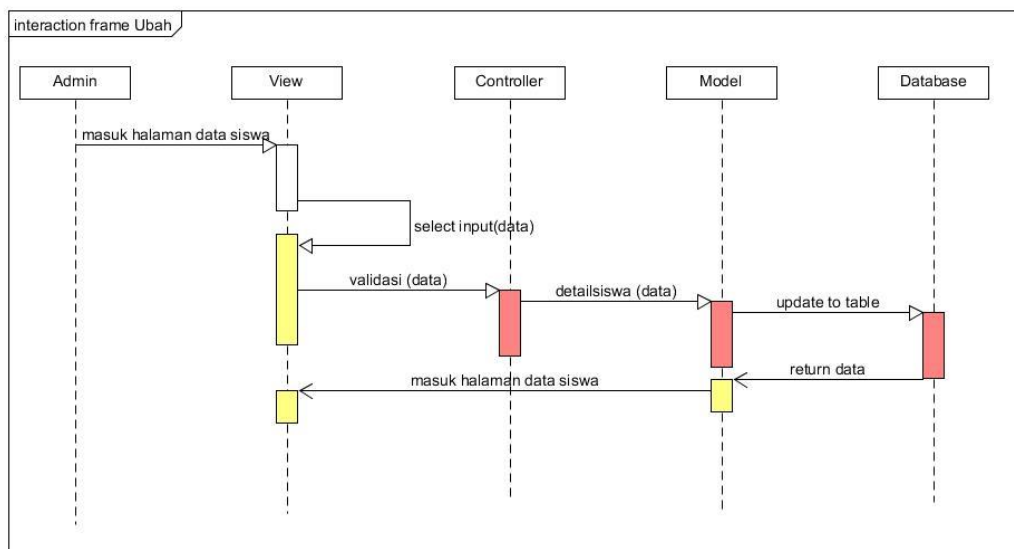 interaction frame Ubah
Admin
View
Controller
Model
Database
masuk halaman data siswa
select input(data)
validasi (data)
detailsiswa (data)
update to table
return data
masuk halaman data siswa